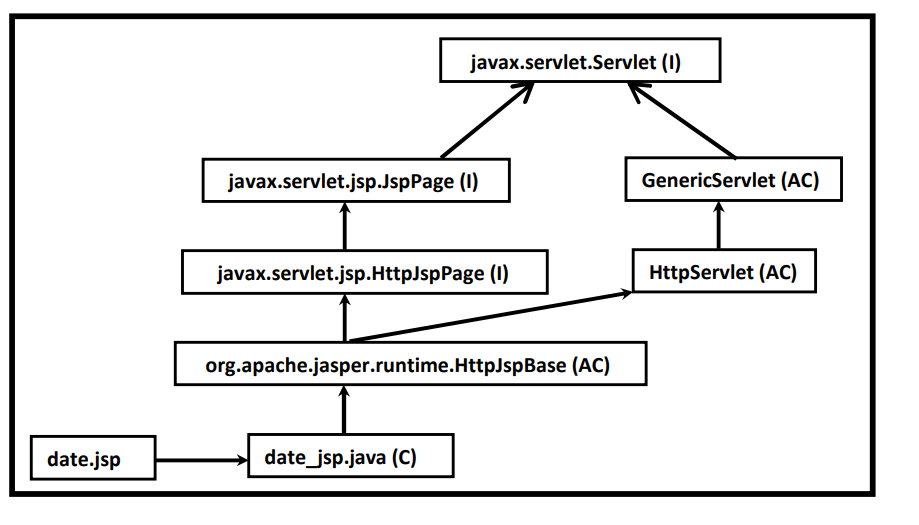 javax.servlet.Servlet (I)
javax.servlet.jsp.JspPage (I)
GenericServlet (AC)
javax.servlet.jsp.HttpJspPage (I)
HttpServlet (AC)
org.apache.jasper.runtime.HttpJspBase (AC)
date.jsp
date_jsp.java (C)